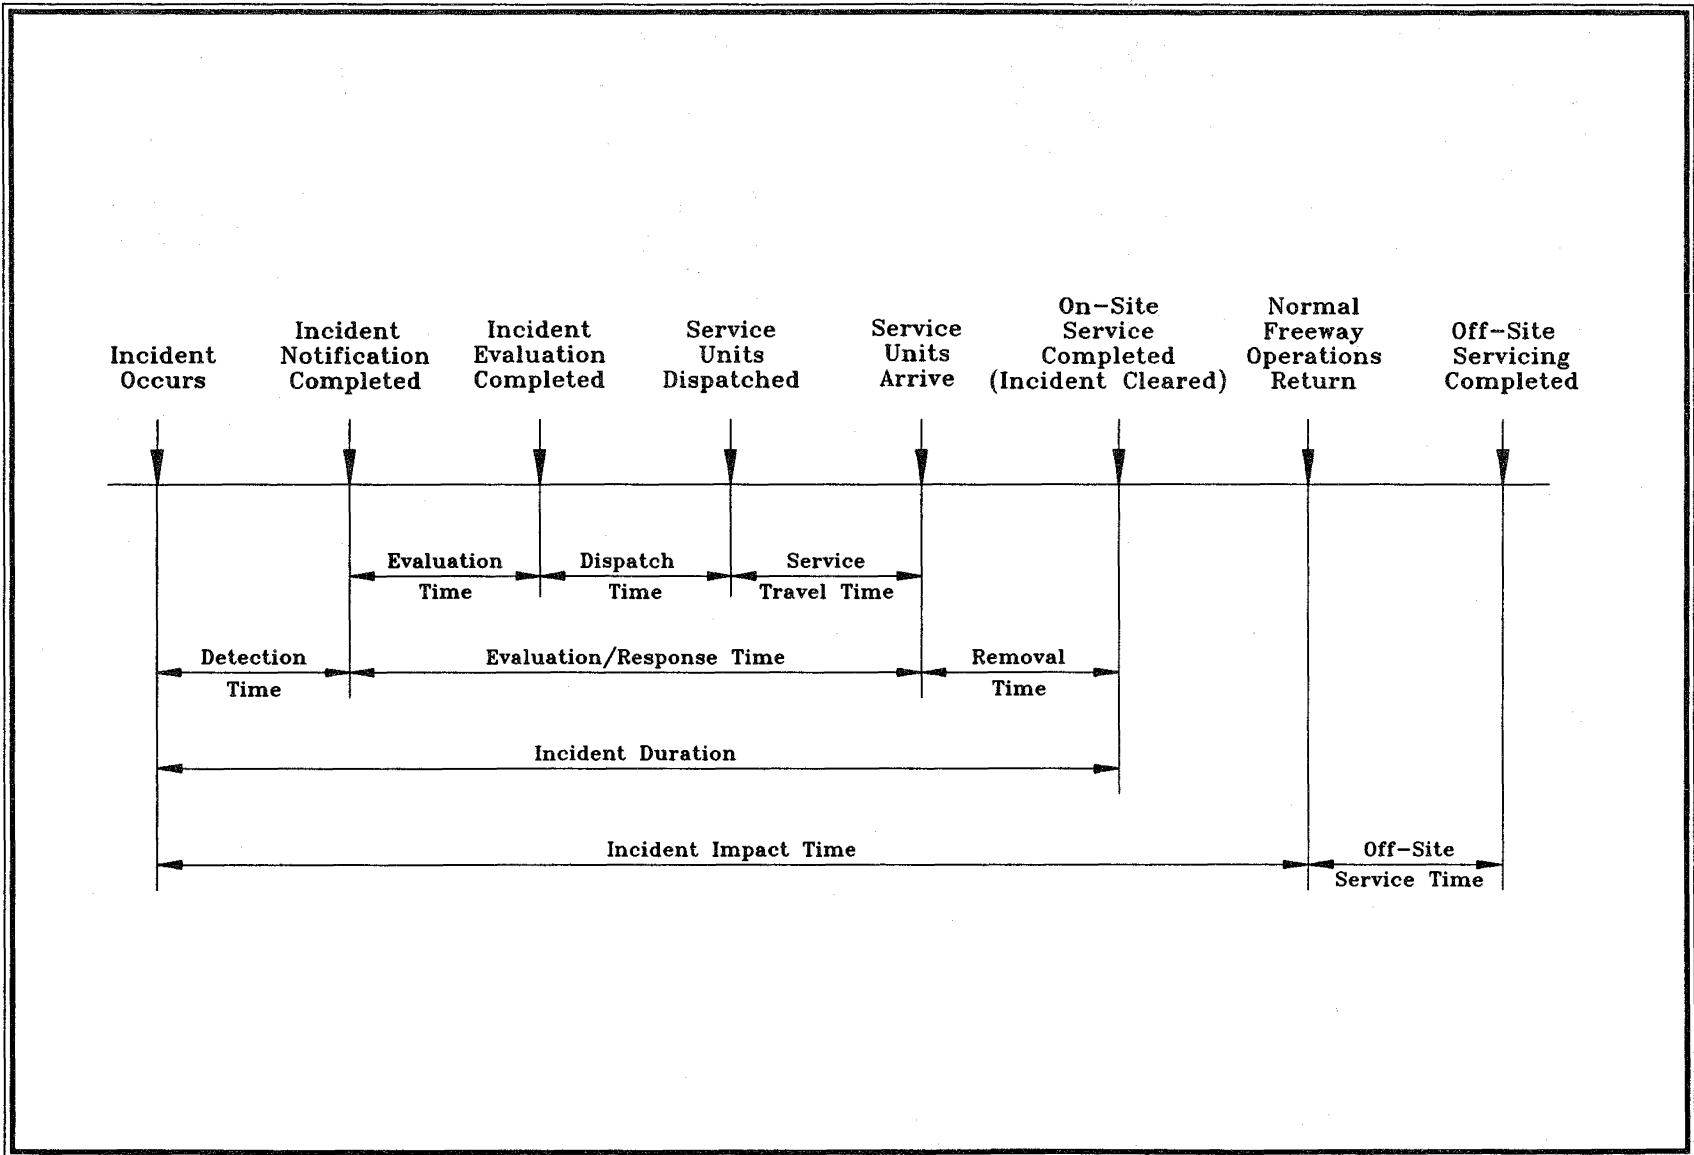 Incident
Occurs
Incident
Notification
Completed
Incident
Evaluation
Completed
Service
Units
Dispatched
Service
Units
Arrive
On-Site
Service
Completed
(Incident Cleared)
Normal
Freeway
Operations
Return
Off-Site
Servicing
Completed
Evaluation
Time
Dispatch
Time
Service
Travel Time
Detection
Time
Evaluation/Response Time
Removal
Time
Incident Duration
Incident Impact Time
Off-Site
Service Time